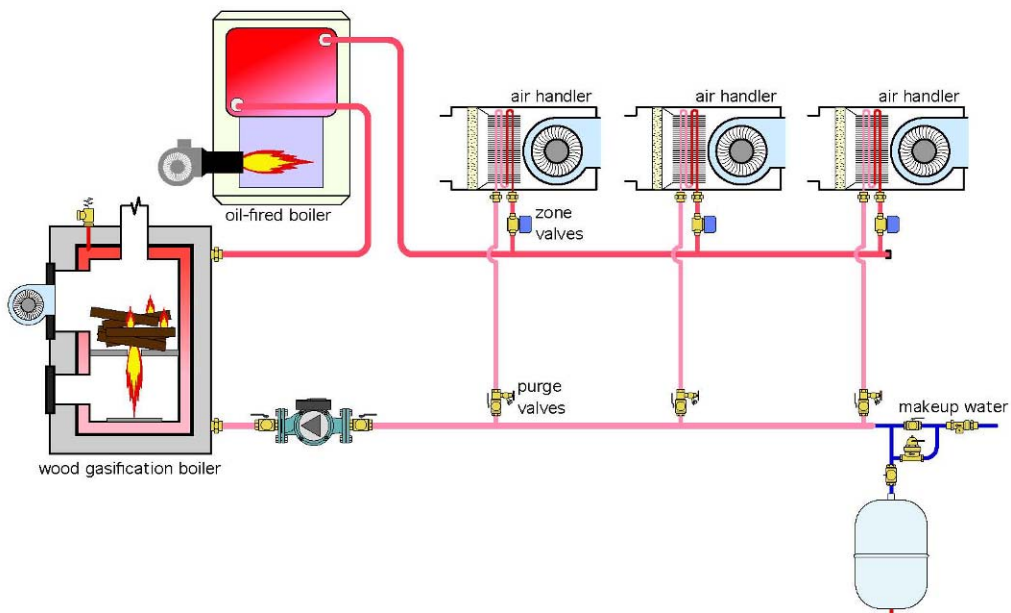 air handler
air handler
air handler
oil-fired boiler
zone
valves
purge
valves
makeup water
wood gasification boiler